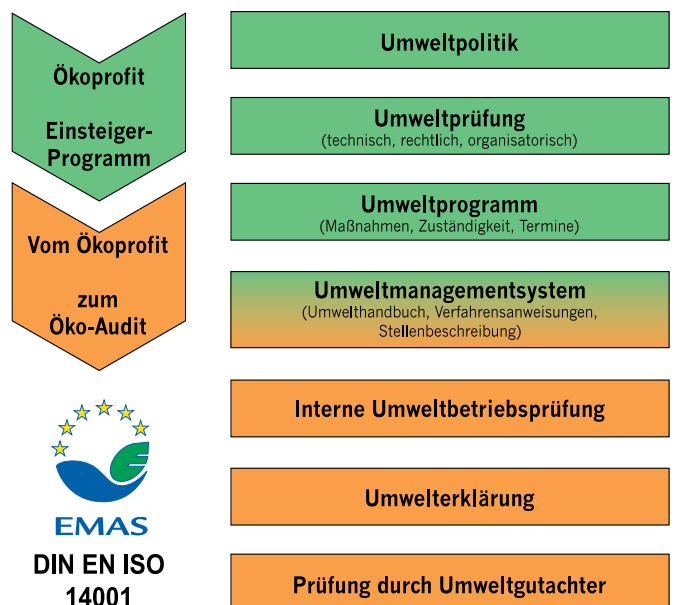 Ökoprofit
Einsteiger-
Programm
Vom Ökoprofit
zum
Öko-Audit
EMAS
DIN EN ISO
14001
Umweltpolitik
Umweltprüfung
(technisch, rechtlich, organisatorisch)
Umweltprogramm
(Maßnahmen, Zuständigkeit, Termine)
Umweltmanagementsystem
(Umwelthandbuch, Verfahrensanweisungen,
Stellenbeschreibung)
Interne Umweltbetriebsprüfung
Umwelterklärung
Prüfung durch Umweltgutachter